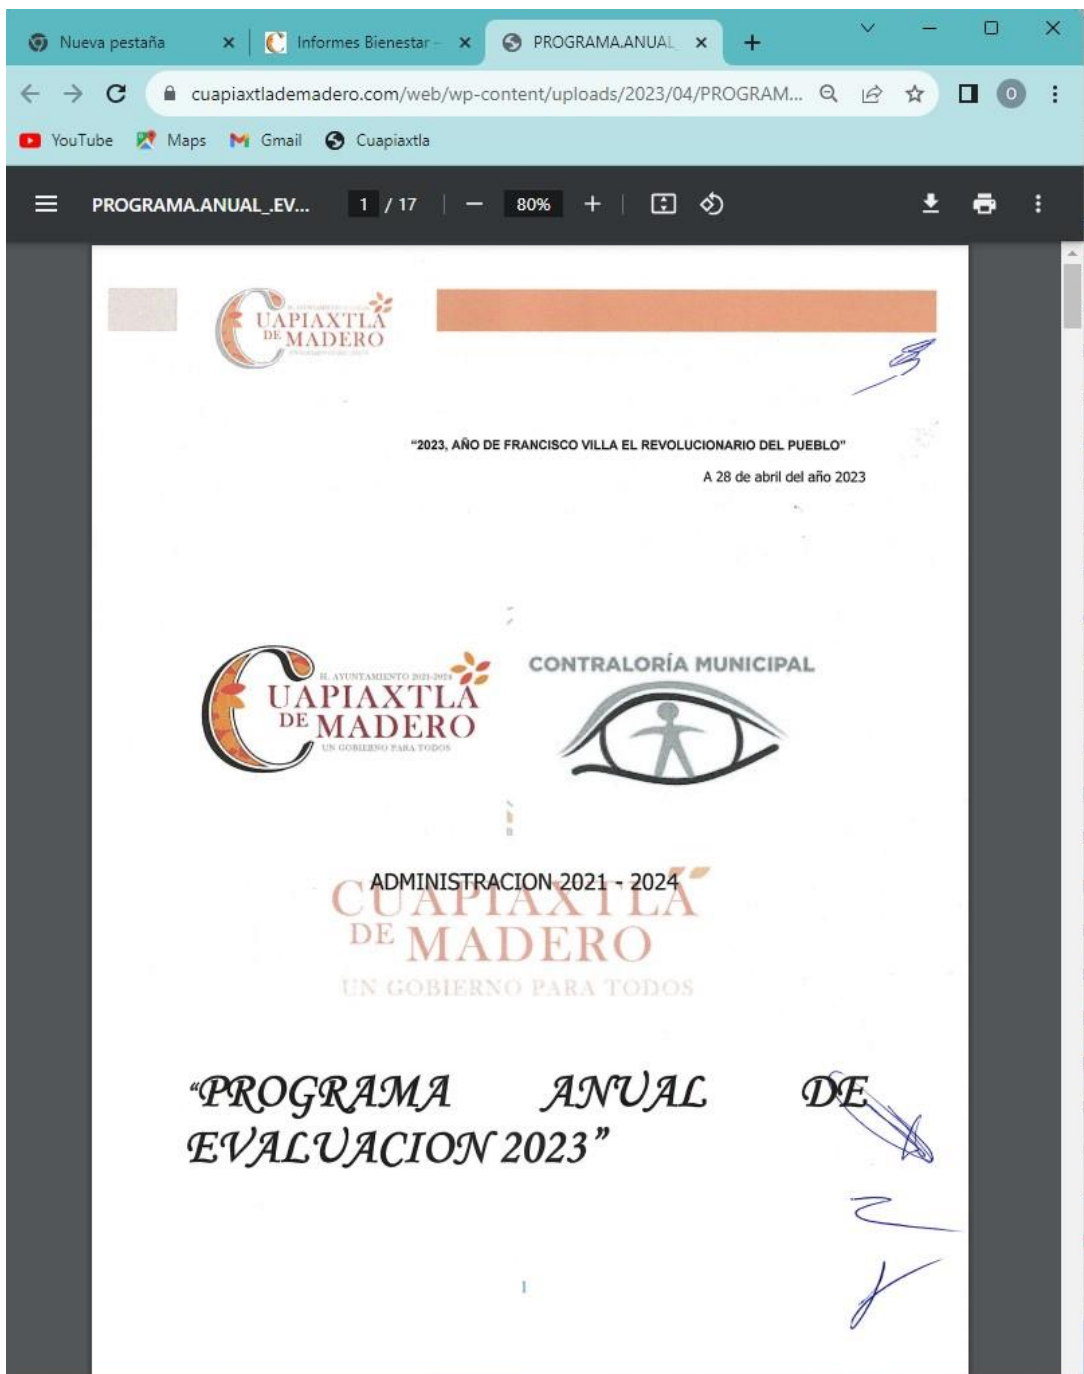 Nueva pestaña
Informes Bienestar –
PROGRAMA.ANUAL_
cuapiaxtlademadero.com/web/wp-content/uploads/2023/04/PROGRAM...
O
YouTube
Maps
Gmail
Cuapiaxtla
PROGRAMA.ANUAL_.EV...
1 / 17
80%
CUAPIAXTLA
DE MADERO
“2023, AÑO DE FRANCISCO VILLA EL REVOLUCIONARIO DEL PUEBLO”
A 28 de abril del año 2023
H. AYUNTAMIENTO 2021-2024
CUAPIAXTLA
DE MADERO
UN GOBIERNO PARA TODOS
CONTRALORÍA MUNICIPAL
ADMINISTRACION 2021 - 2024
CUAPIAXTLA
DE MADERO
UN GOBIERNO PARA TODOS
“PROGRAMA ANUAL DE
EVALUACION 2023”
1